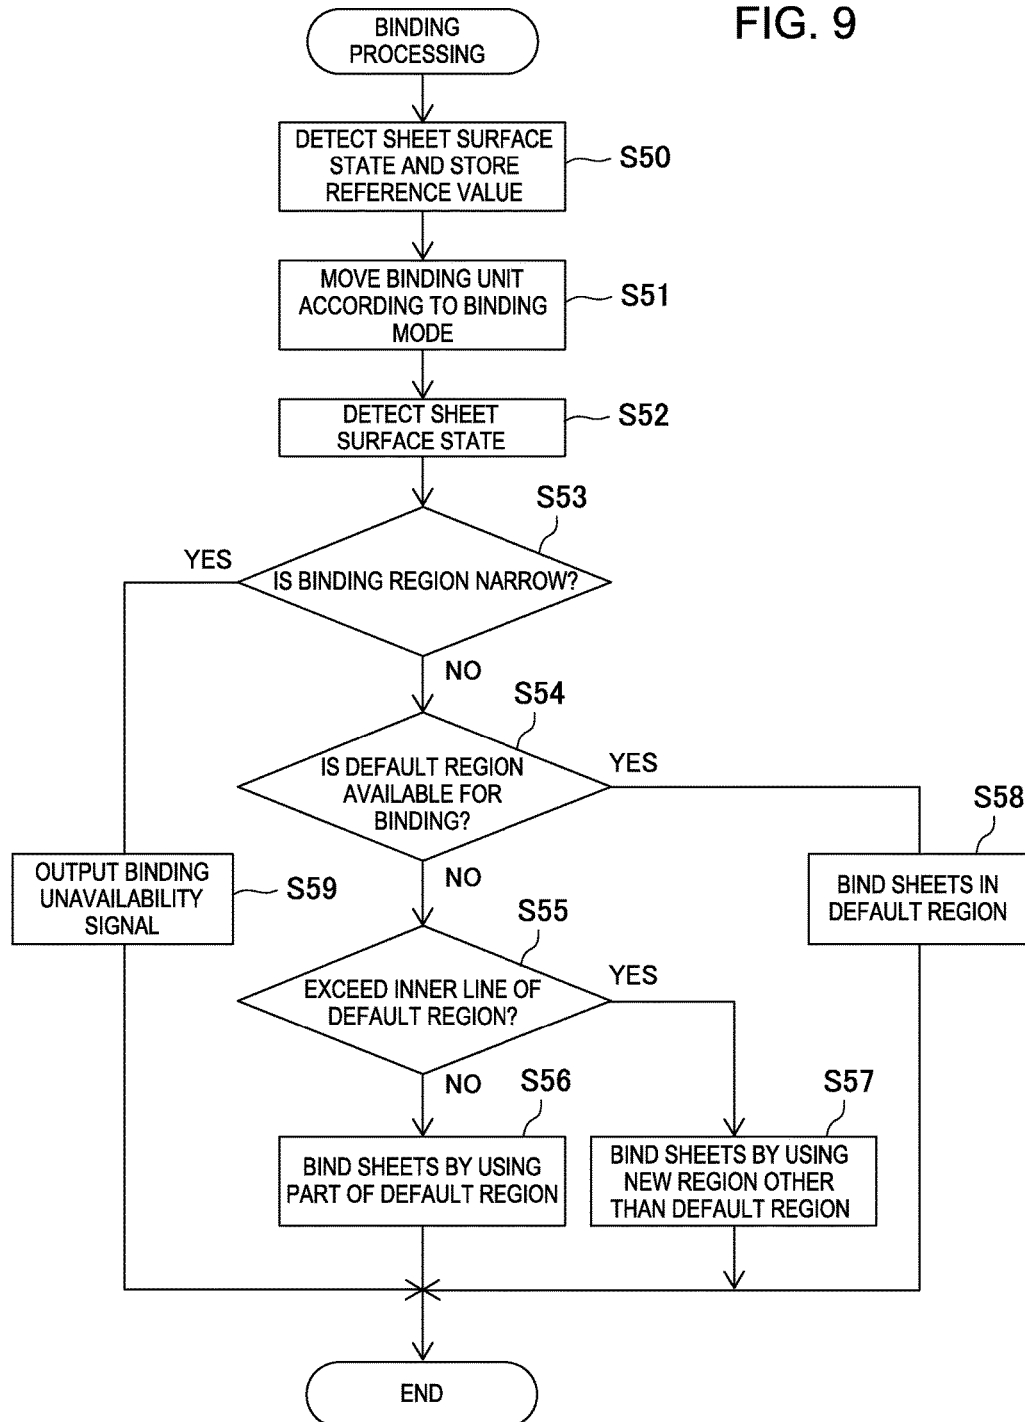 FIG. 9
BINDING
PROCESSING
DETECT SHEET SURFACE
STATE AND STORE
REFERENCE VALUE
S50
MOVE BINDING UNIT
ACCORDING TO BINDING
MODE
S51
DETECT SHEET
SURFACE STATE
S52
S53
YES
IS BINDING REGION NARROW?
NO
S54
IS DEFAULT REGION
AVAILABLE FOR
BINDING?
YES
S58
OUTPUT BINDING
UNAVAILABILITY
SIGNAL
S59
NO
BIND SHEETS IN
DEFAULT REGION
S55
EXCEED INNER LINE OF
DEFAULT REGION?
YES
NO
S56
S57
BIND SHEETS BY USING
PART OF DEFAULT REGION
BIND SHEETS BY USING
NEW REGION OTHER
THAN DEFAULT REGION
END